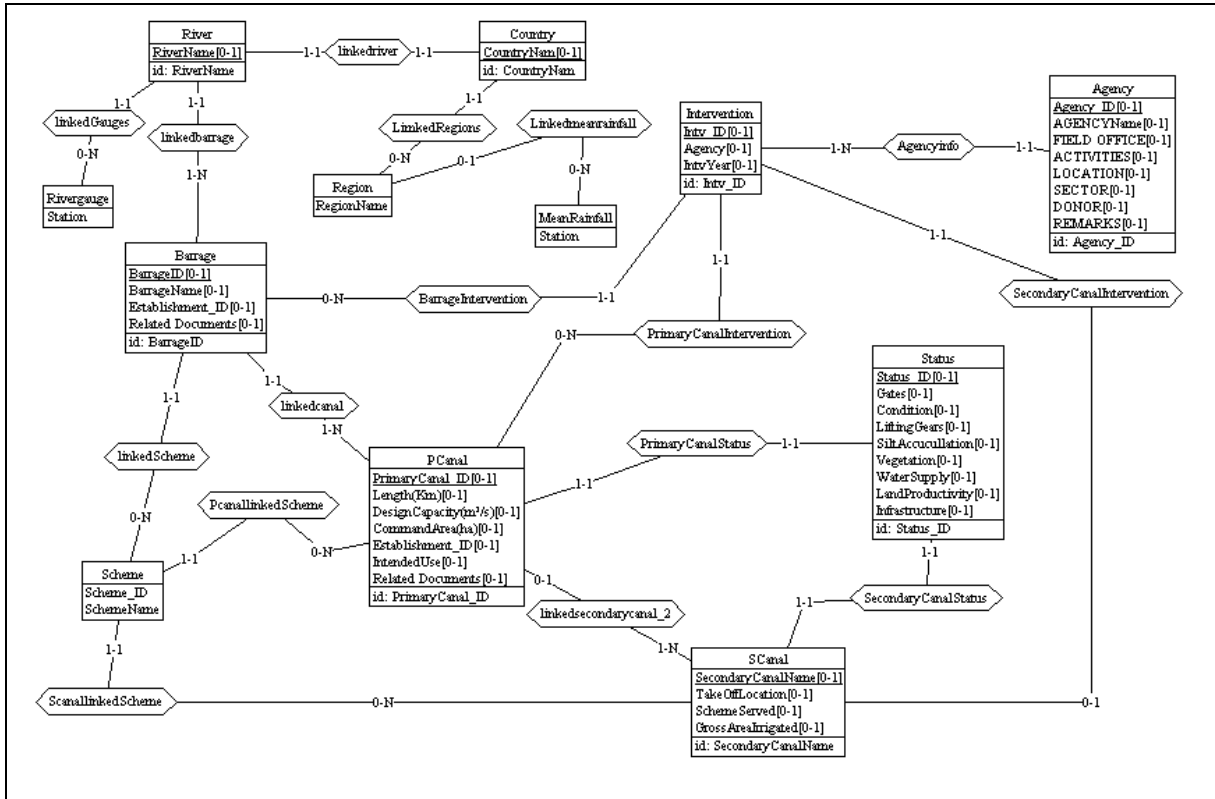 River
RiverName[0-1]
id: RiverName
1-1
linkedriver
1-1
Country
CountryNam[0-1]
id: CountryNam
1-1
linkedGauges
0-N
Rivergauge
Station
1-1
linkedbarrage
1-N
1-1
LimkedRegions
0-N
Region
RegionName
0-1
Linkedmeanrainfall
0-N
MeanRainfall
Station
Intervention
Intv_ID[0-1]
Agency[0-1]
IntvYear[0-1]
id: Intv_ID
1-N
Agencyinfo
1-1
Agency
Agency_ID[0-1]
AGENCYName[0-1]
FIELD OFFICE[0-1]
ACTIVITIES[0-1]
LOCATION[0-1]
SECTOR[0-1]
DONOR[0-1]
REMARKS[0-1]
id: Agency_ID
Barrage
BarrageID[0-1]
BarrageName[0-1]
Establishment_ID[0-1]
Related Documents[0-1]
id: BarrageID
0-N
BarrageIntervention
1-1
1-1
PrimaryCanalIntervention
0-N
1-1
SecondaryCanalIntervention
0-1
1-1
linkedScheme
0-N
1-1
linkedcanal
1-N
PCanal
PrimaryCanal_ID[0-1]
Length(Km)[0-1]
DesignCapacity(m³/s)[0-1]
CommandArea(ha)[0-1]
Establishment_ID[0-1]
IntendedUse[0-1]
Related Documents[0-1]
id: PrimaryCanal_ID
1-1
PrimaryCanalStatus
1-1
Status
Status_ID[0-1]
Gates[0-1]
Condition[0-1]
LiftingGears[0-1]
SiltAccucullation[0-1]
Vegetation[0-1]
WaterSupply[0-1]
LandProductivity[0-1]
Infrastructure[0-1]
id: Status_ID
1-1
SecondaryCanalStatus
1-1
PcanallinkedScheme
0-N
1-1
Scheme
Scheme_ID
SchemeName
1-1
ScanallinkedScheme
0-N
0-1
linkedsecondarycanal_2
1-N
SCanal
SecondaryCanalName[0-1]
TakeOffLocation[0-1]
SchemeServed[0-1]
GrossAreaIrrigated[0-1]
id: SecondaryCanalName